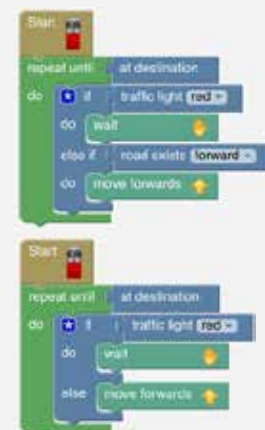 Start
repeat until at destination
do if traffic light red
do wait
else if road exists forward
do move forwards
Start
repeat until at destination
do if traffic light red
do wait
else move forwards